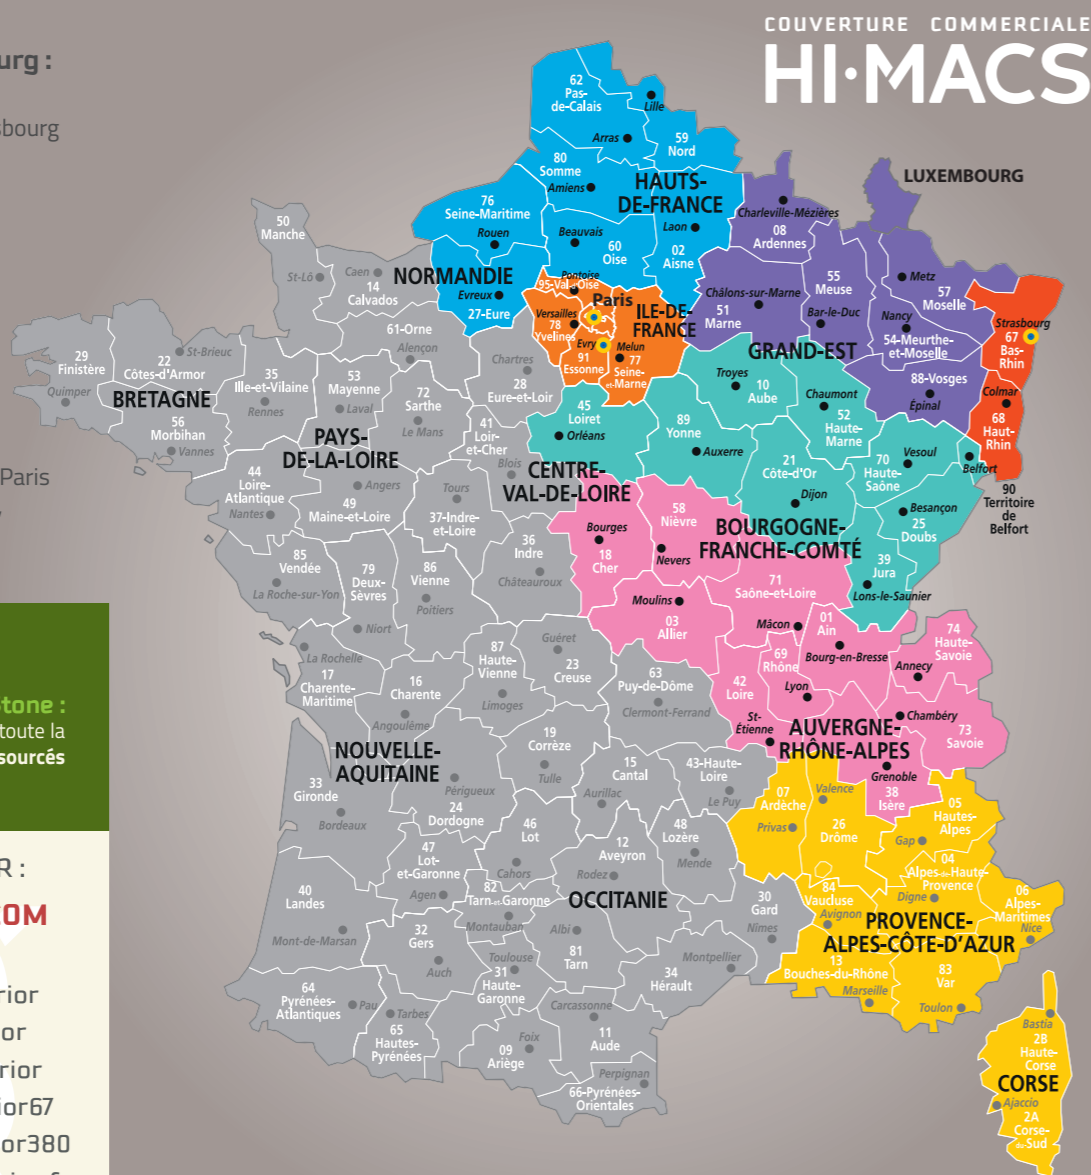 COUVERTURE COMMERCIALE
HI·MACS
urg :
sbourg
Paris
tone :
toute la
sourcés
R :
COM
rior
or
rior
ior67
or380
62
Pas-
de-Calais
Lille
Arras
59
Nord
80
Somme
Amiens
HAUTS-
DE-FRANCE
76
Seine-Maritime
Rouen
Beauvais
60
Oise
Laon
02
Aisne
LUXEMBOURG
Charleville-Mézières
08
Ardennes
50
Manche
St-Lô
Caen
14
Calvados
NORMANDIE
Evreux
27-Eure
Pontoise
95-Val-d'Oise
Paris
ILE-DE-
FRANCE
Versailles
78
Yvelines
Evry
91
Essonne
Melun
77
Seine-
et-Marne
Châlons-sur-Marne
51
Marne
55
Meuse
Bar-le-Duc
Metz
57
Moselle
Nancy
54-Meurthe-
et-Moselle
Strasbourg
67
Bas-
Rhin
GRAND-EST
88-Vosges
Épinal
Colmar
68
Haut-
Rhin
61-Orne
Alençon
29
Finistère
Quimper
22
Côtes-d'Armor
St-Brieuc
BRETAGNE
56
Morbihan
Vannes
35
Ille-et-Vilaine
Rennes
53
Mayenne
Laval
72
Sarthe
Le Mans
Chartres
28
Eure-et-Loir
PAYS-
DE-LA-LOIRE
41
Loir-
et-Cher
Blois
45
Loiret
Orléans
CENTRE-
VAL-DE-LOIRE
Troyes
10
Aube
Chaumont
52
Haute-
Marne
89
Yonne
Auxerre
21
Côte-d'Or
Dijon
70
Haute-
Saône
Vesoul
Belfort
90
Territoire
de
Belfort
Besançon
25
Doubs
39
Jura
Lons-le-Saunier
BOURGOGNE-
FRANCHE-COMTÉ
44
Loire-
Atlantique
Nantes
49
Maine-et-Loire
Angers
Tours
37-Indre-
et-Loire
36
Indre
Châteauroux
Bourges
18
Cher
58
Nièvre
Nevers
71
Saône-et-Loire
Mâcon
85
Vendée
La Roche-sur-Yon
79
Deux-
Sèvres
Niort
86
Vienne
Poitiers
Moulins
03
Allier
01
Ain
Bourg-en-Bresse
74
Haute-
Savoie
Annecy
La Rochelle
17
Charente-
Maritime
16
Charente
Angoulême
87
Haute-
Vienne
Limoges
Guéret
23
Creuse
63
Puy-de-Dôme
Clermont-Ferrand
42
Loire
St-
Étienne
69
Rhône
Lyon
Chambéry
73
Savoie
AUVERGNE-
RHÔNE-ALPES
Grenoble
38
Isère
NOUVELLE-
AQUITAINE
33
Gironde
Bordeaux
Périgueux
24
Dordogne
19
Corrèze
Tulle
15
Cantal
Aurillac
43-Haute-
Loire
Le Puy
07
Ardèche
Privas
Valence
26
Drôme
05
Hautes-
Alpes
Gap
40
Landes
Mont-de-Marsan
47
Lot-
et-Garonne
Agen
46
Lot
Cahors
12
Aveyron
Rodez
48
Lozère
Mende
04
Alpes-de-Haute-
Provence
Digne
06
Alpes-
Maritimes
Nice
84
Vaucluse
Avignon
82
Tarn-et-Garonne
Montauban
OCCITANIE
30
Gard
Nîmes
PROVENCE-
ALPES-CÔTE-D'AZUR
32
Gers
Auch
Toulouse
31
Haute-
Garonne
Albi
81
Tarn
34
Hérault
Montpellier
13
Bouches-du-Rhône
Marseille
83
Var
Toulon
64
Pyrénées-
Atlantiques
Pau
Tarbes
65
Hautes-
Pyrénées
Foix
09
Ariège
Carcassonne
11
Aude
Perpignan
66-Pyrénées-
Orientales
Bastia
2B
Haute-
Corse
CORSE
Ajaccio
2A
Corse-
du-Sud